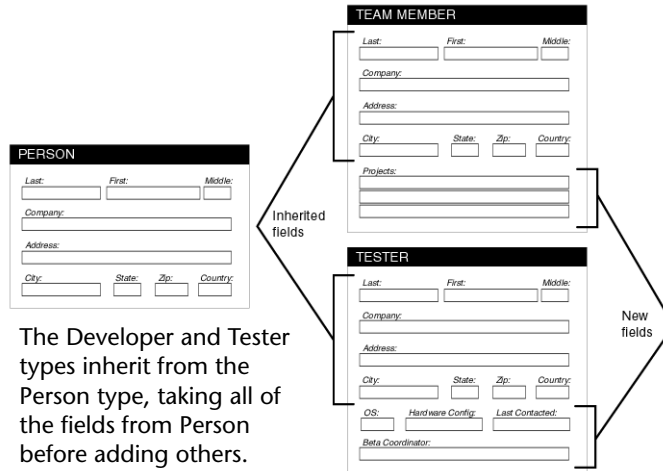 PERSON
Last: First: Middle:
Company:
Address:
City: State: Zip: Country:
The Developer and Tester
types inherit from the
Person type, taking all of
the fields from Person
before adding others.
Inherited
fields
TEAM MEMBER
Last: First: Middle:
Company:
Address:
City: State: Zip: Country:
Projects:
TESTER
Last: First: Middle:
Company:
Address:
City: State: Zip: Country:
OS: Hardware Config: Last Contacted:
Beta Coordinator:
New
fields